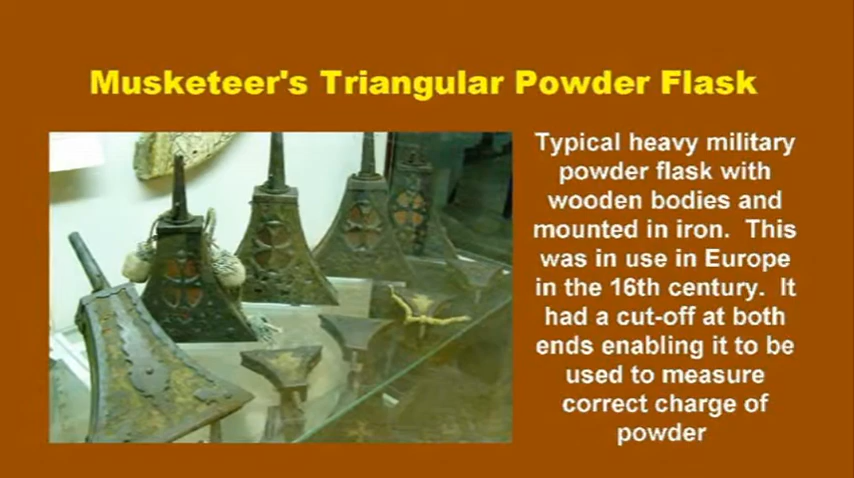 Musketeer's Triangular Powder Flask
Typical heavy military
powder flask with
wooden bodies and
mounted in iron.  This
was in use in Europe
in the 16th century.  It
had a cut-off at both
ends enabling it to be
used to measure
correct charge of
powder